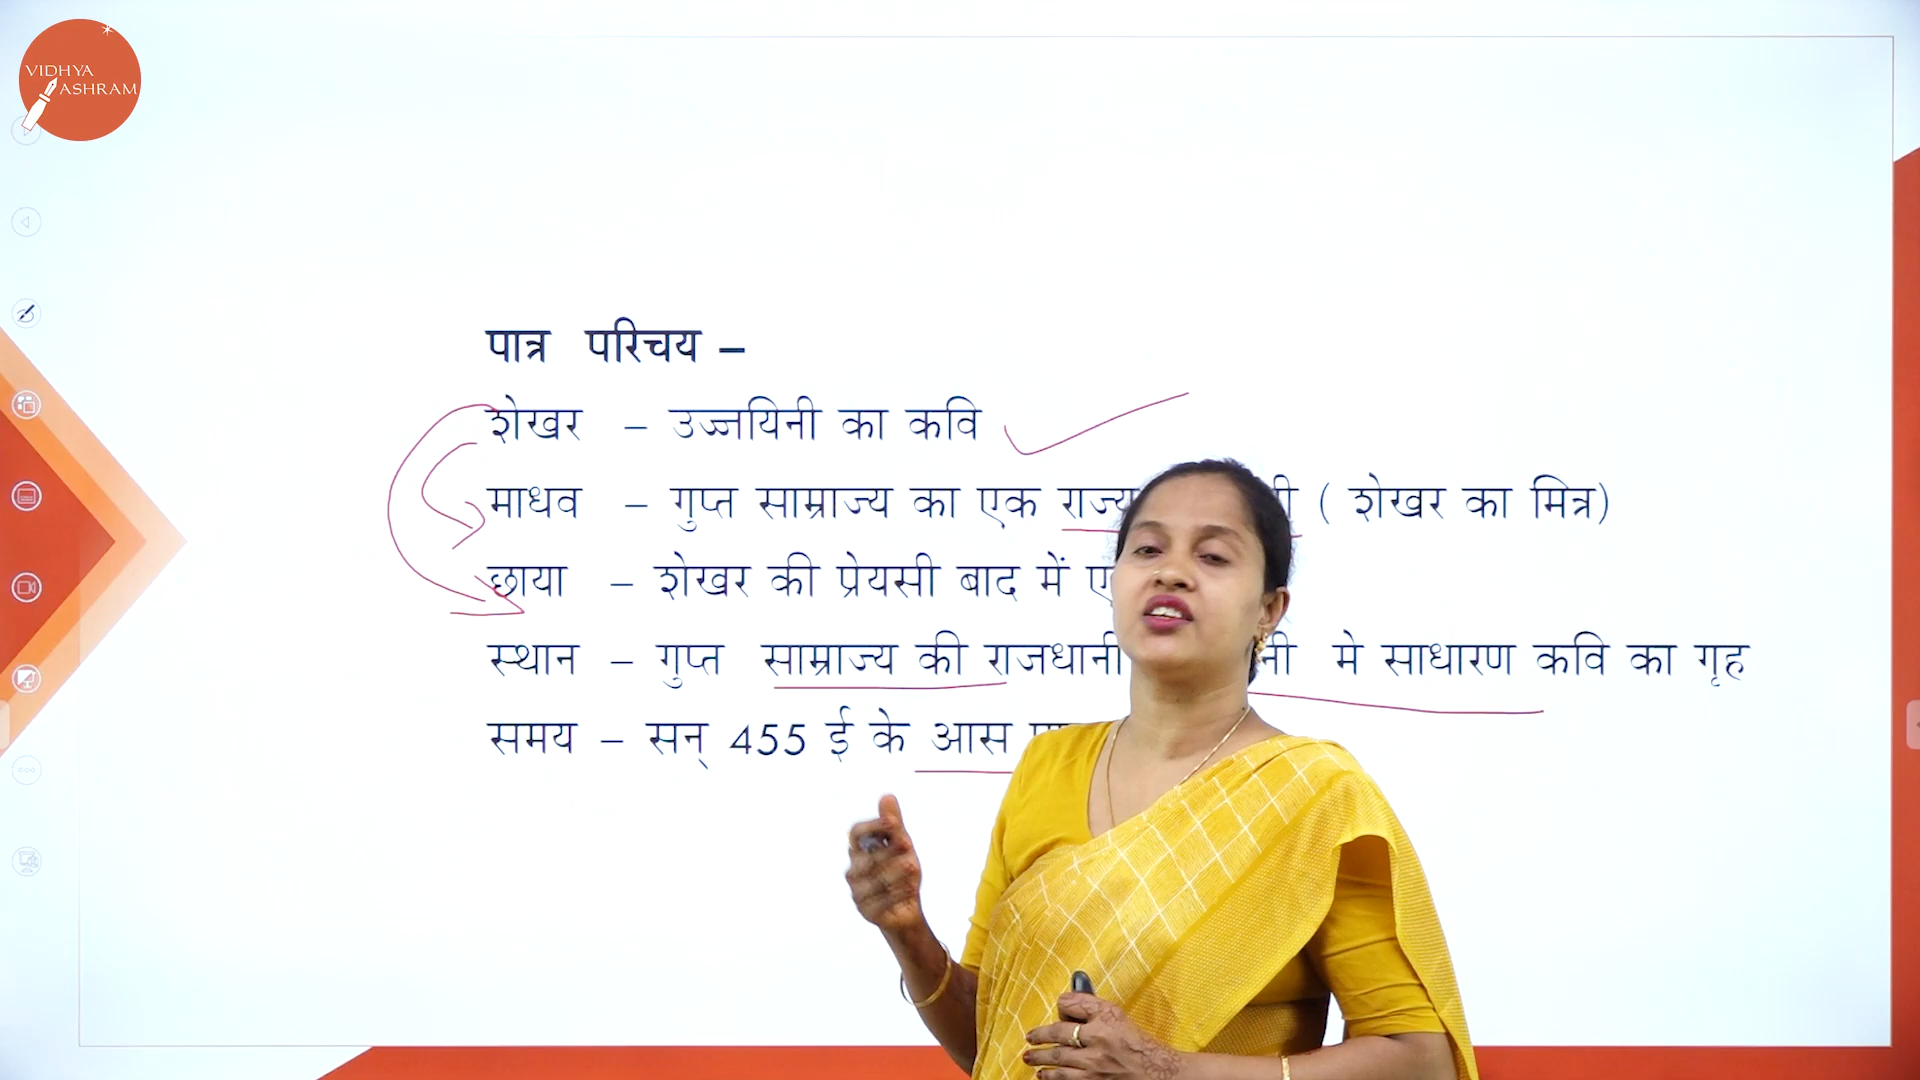 VIDHYA
ASHRAM
पात्र परिचय –
शेखर – उज्जयिनी का कवि
माधव – गुप्त साम्राज्य का एक ( शेखर का मित्र)
छाया – शेखर की प्रेयसी बाद में
स्थान – गुप्त साम्राज्य की राजधानी मे साधारण कवि का गृह
समय – सन् 455 ई के आस